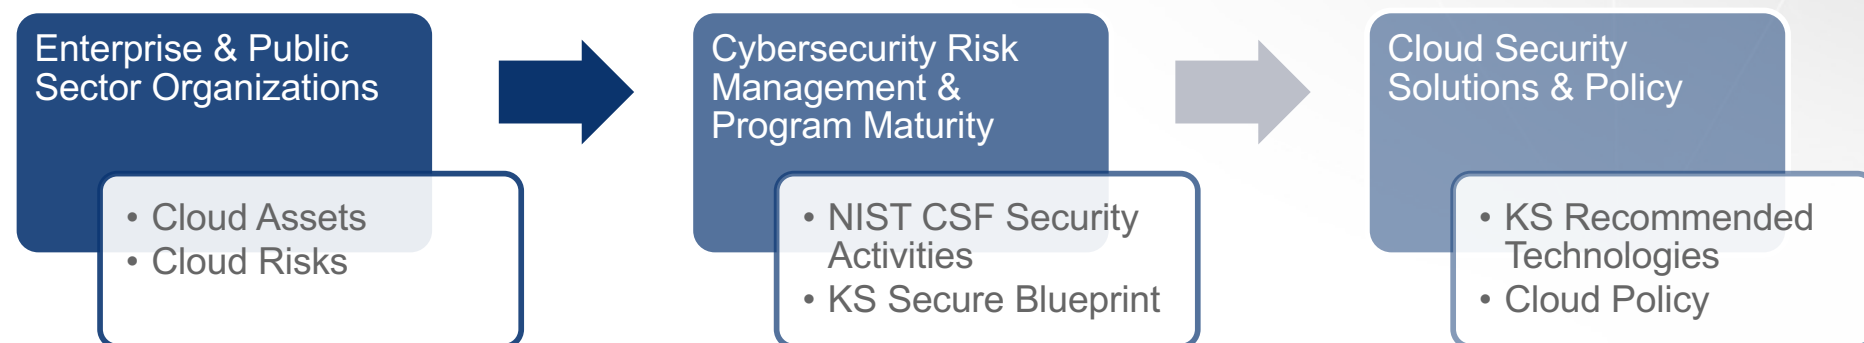 Enterprise & Public
Sector Organizations
• Cloud Assets
• Cloud Risks
Cybersecurity Risk
Management &
Program Maturity
• NIST CSF Security
Activities
• KS Secure Blueprint
Cloud Security
Solutions & Policy
• KS Recommended
Technologies
• Cloud Policy